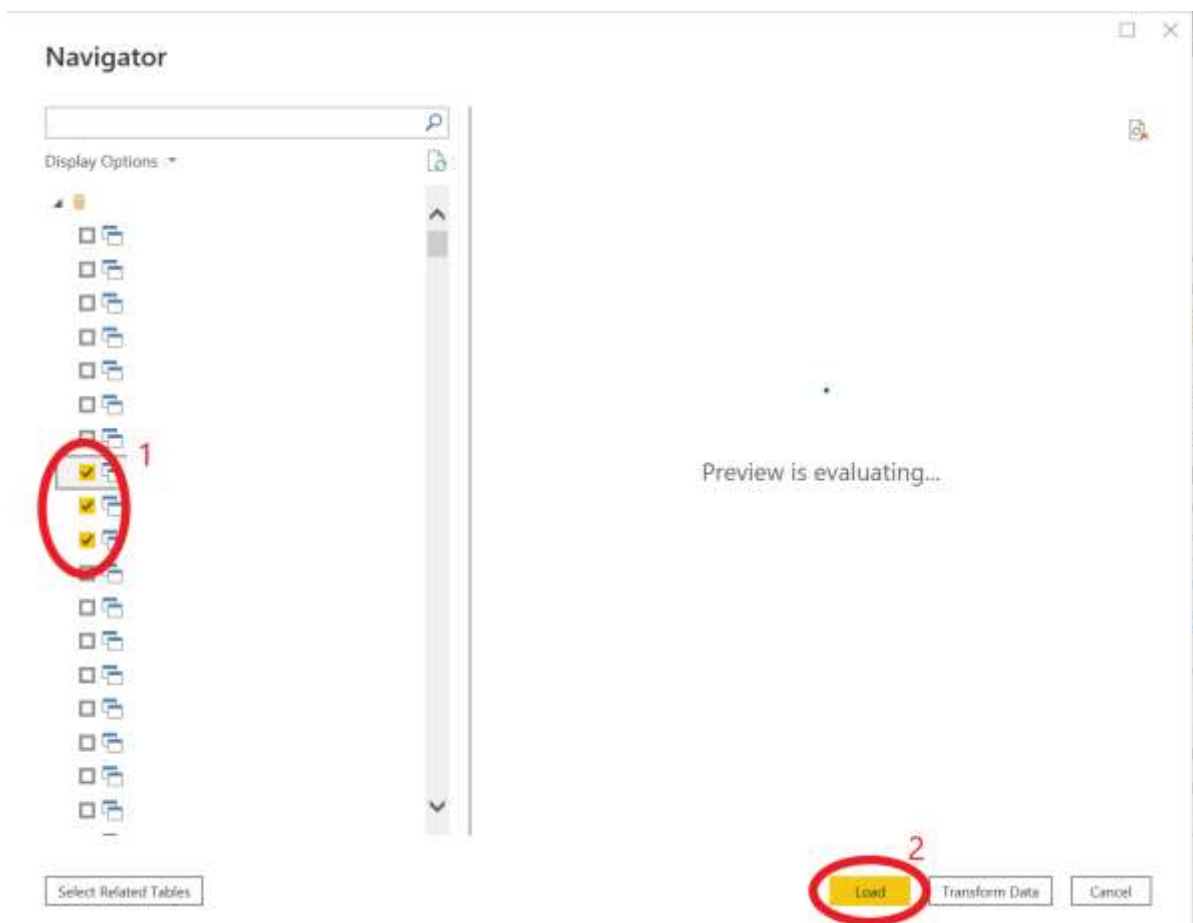 Navigator
Display Options
1
Preview is evaluating...
2
Select Related Tables
Load
Transform Data
Cancel